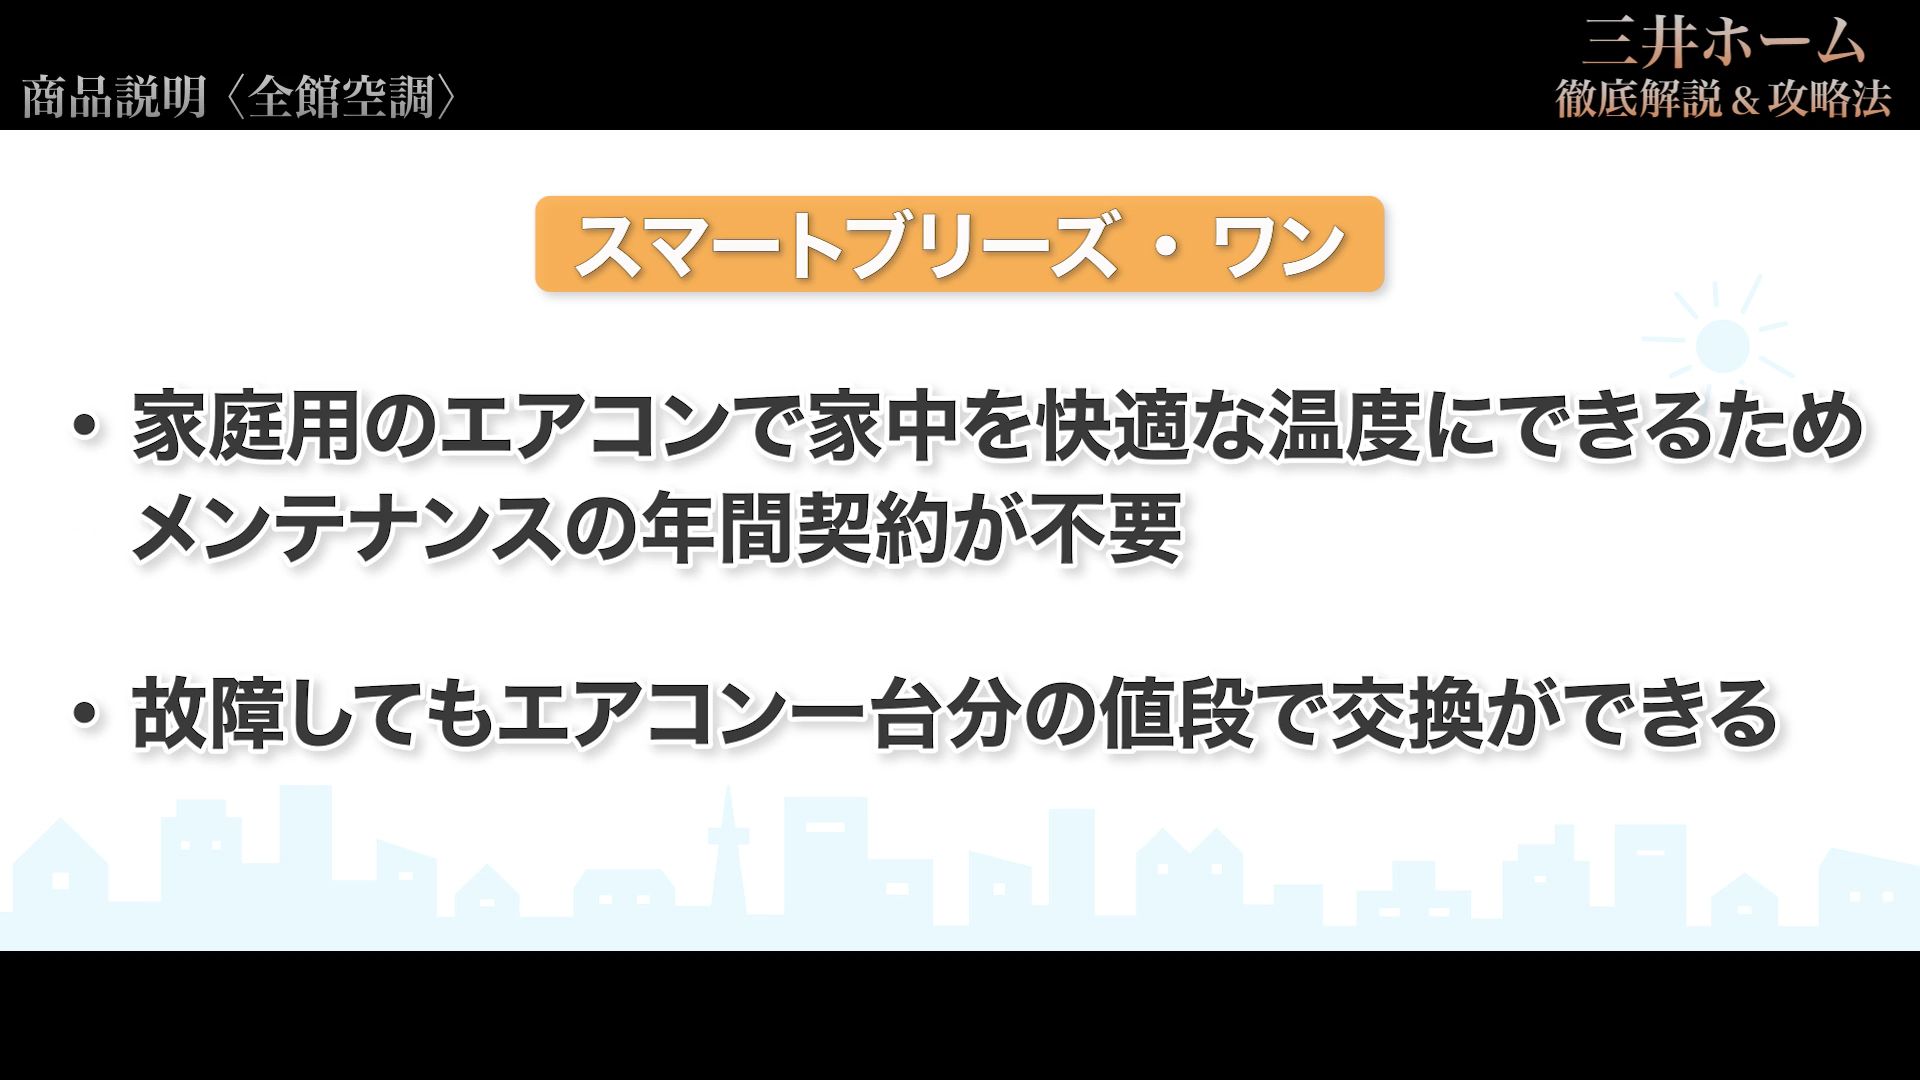 三井ホーム
商品説明〈全館空調〉
徹底解説&攻略法
スマートブリーズ・ワン
・家庭用のエアコンで家中を快適な温度にできるため
メンテナンスの年間契約が不要
・故障してもエアコン一台分の値段で交換ができる